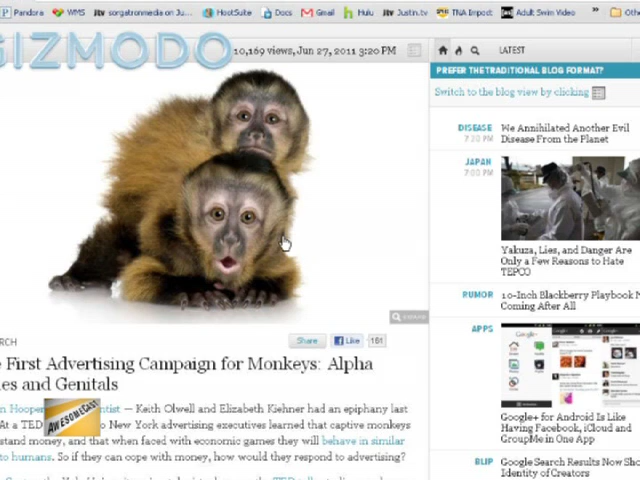 Pandora WMS sorgatronmedia on Ju... HootSuite Docs Gmail Hulu Justin.tv TNA Impact Adult Swim Video »
GIZMODO
10,169 views, Jun 27, 2011 3:20 PM
LATEST
PREFER THE TRADITIONAL BLOG FORMAT?
Switch to the blog view by clicking
DISEASE
7:20 PM
We Annihilated Another Evil
Disease From the Planet
JAPAN
7:00 PM
Yakuza, Lies, and Danger Are
Only a Few Reasons to Hate
TEPCO
RUMOR
10-Inch Blackberry Playbook
Coming After All
APPS
Google+ for Android Is Like
Having Facebook, iCloud and
GroupMe in One App
BLIP
Google Search Results Now
Identity of Creators
Share Like 181
First Advertising Campaign for Monkeys: Alpha
and Genitals
Hooper
AWESOMECAST
— Keith Olwell and Elizabeth Kiehner had an epiphany last
At a TED
New York advertising executives learned that captive monkeys
money, and that when faced with economic games they will behave in similar
to humans. So if they can cope with money, how would they respond to advertising?